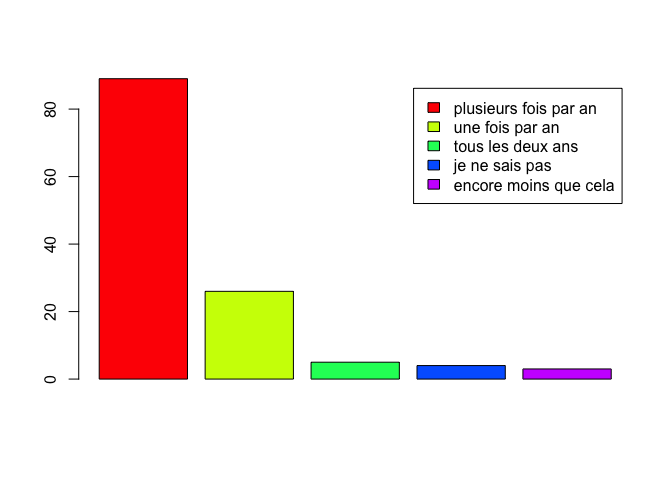 80
60
40
20
0
plusieurs fois par an
une fois par an
tous les deux ans
je ne sais pas
encore moins que cela